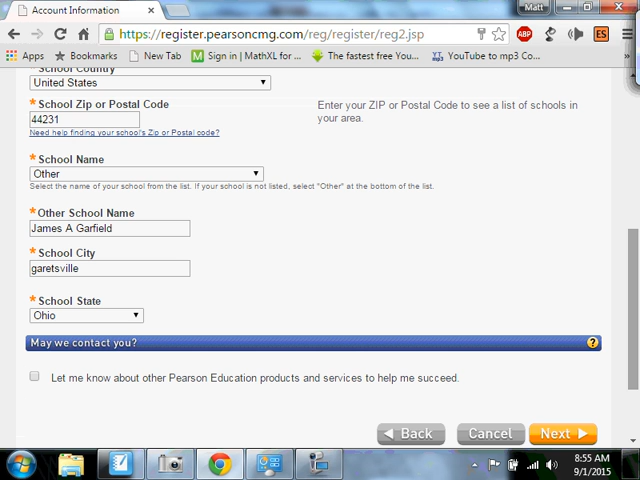 Account Information
Matt
https://register.pearsoncmg.com/reg/register/reg2.jsp
ABP
ES
Apps
Bookmarks
New Tab
Sign in - MathXL for...
The fastest free You...
YouTube to mp3 Co...
School Country
United States
*School Zip or Postal Code
Enter your ZIP or Postal Code to see a list of schools in
your area.
44231
Need help finding your school's Zip or Postal code?
*School Name
Other
Select the name of your school from the list. If your school is not listed, select "Other" at the bottom of the list.
*Other School Name
James A Garfield
*School City
garetsville
*School State
Ohio
May we contact you?
?
Let me know about other Pearson Education products and services to help me succeed.
Back
Cancel
Next
8:55 AM
9/1/2015